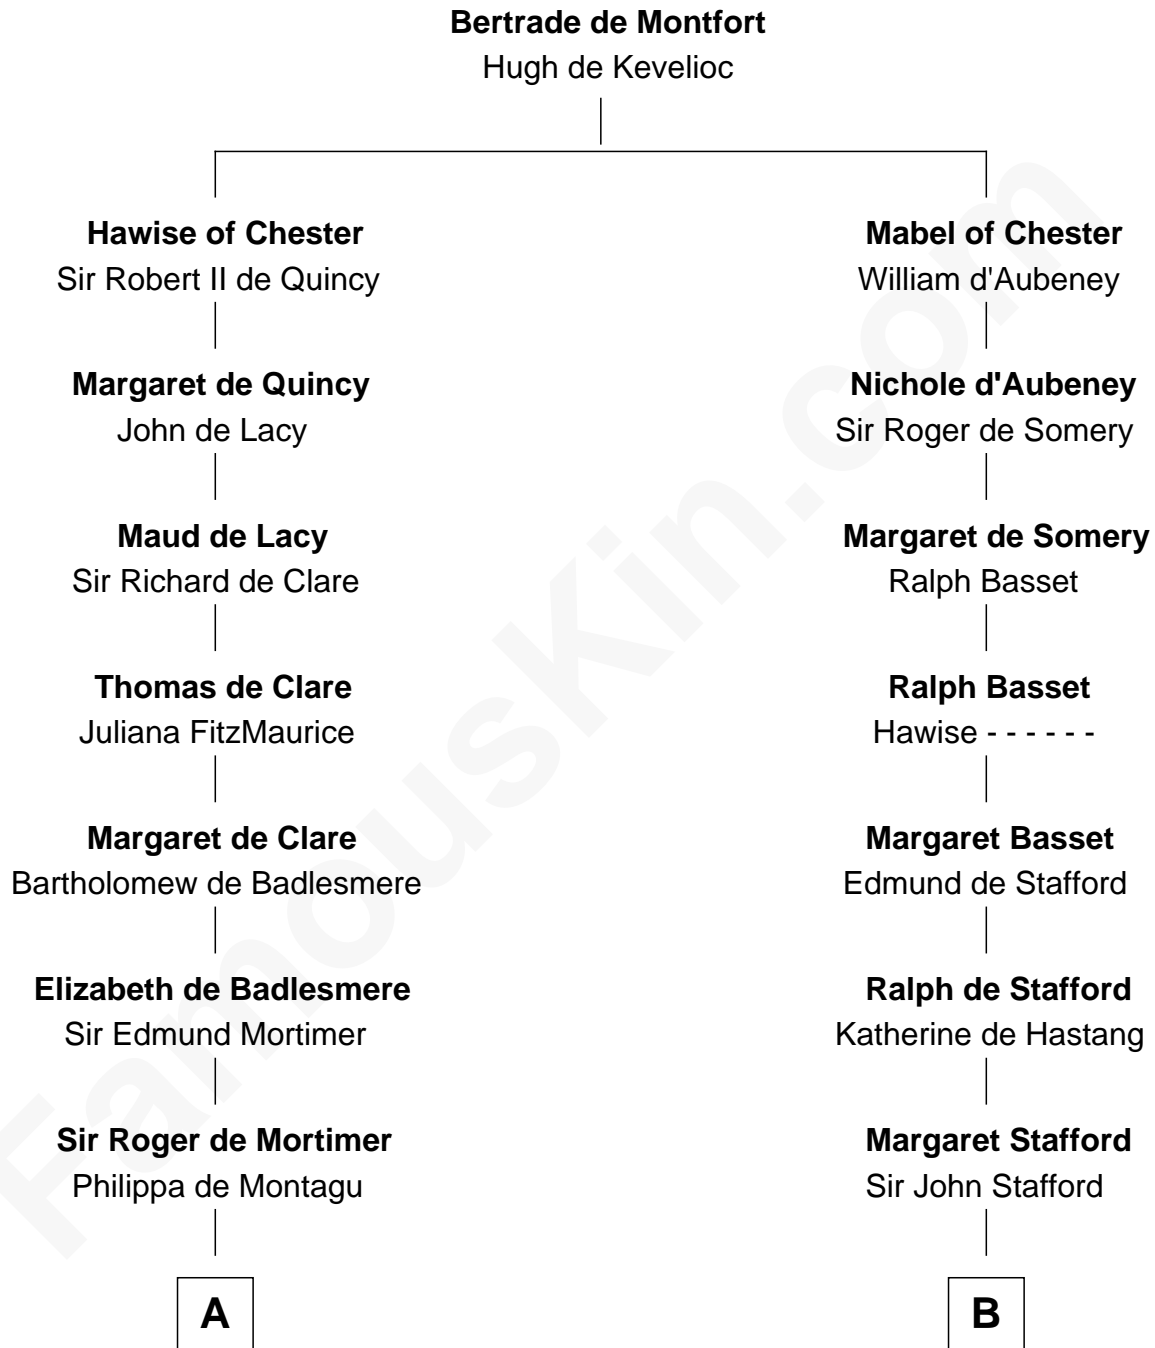 Bertrade de Montfort
Hugh de Kevelioc
Hawise of Chester
Sir Robert II de Quincy
Mabel of Chester
William d'Aubeney
Margaret de Quincy
John de Lacy
Nichole d'Aubeney
Sir Roger de Somery
Maud de Lacy
Sir Richard de Clare
Margaret de Somery
Ralph Basset
Thomas de Clare
Juliana FitzMaurice
Ralph Basset
Hawise - - - - - -
Margaret de Clare
Bartholomew de Badlesmere
Margaret Basset
Edmund de Stafford
Elizabeth de Badlesmere
Sir Edmund Mortimer
Ralph de Stafford
Katherine de Hastang
Sir Roger de Mortimer
Philippa de Montagu
Margaret Stafford
Sir John Stafford
A
B
FamousKin.com